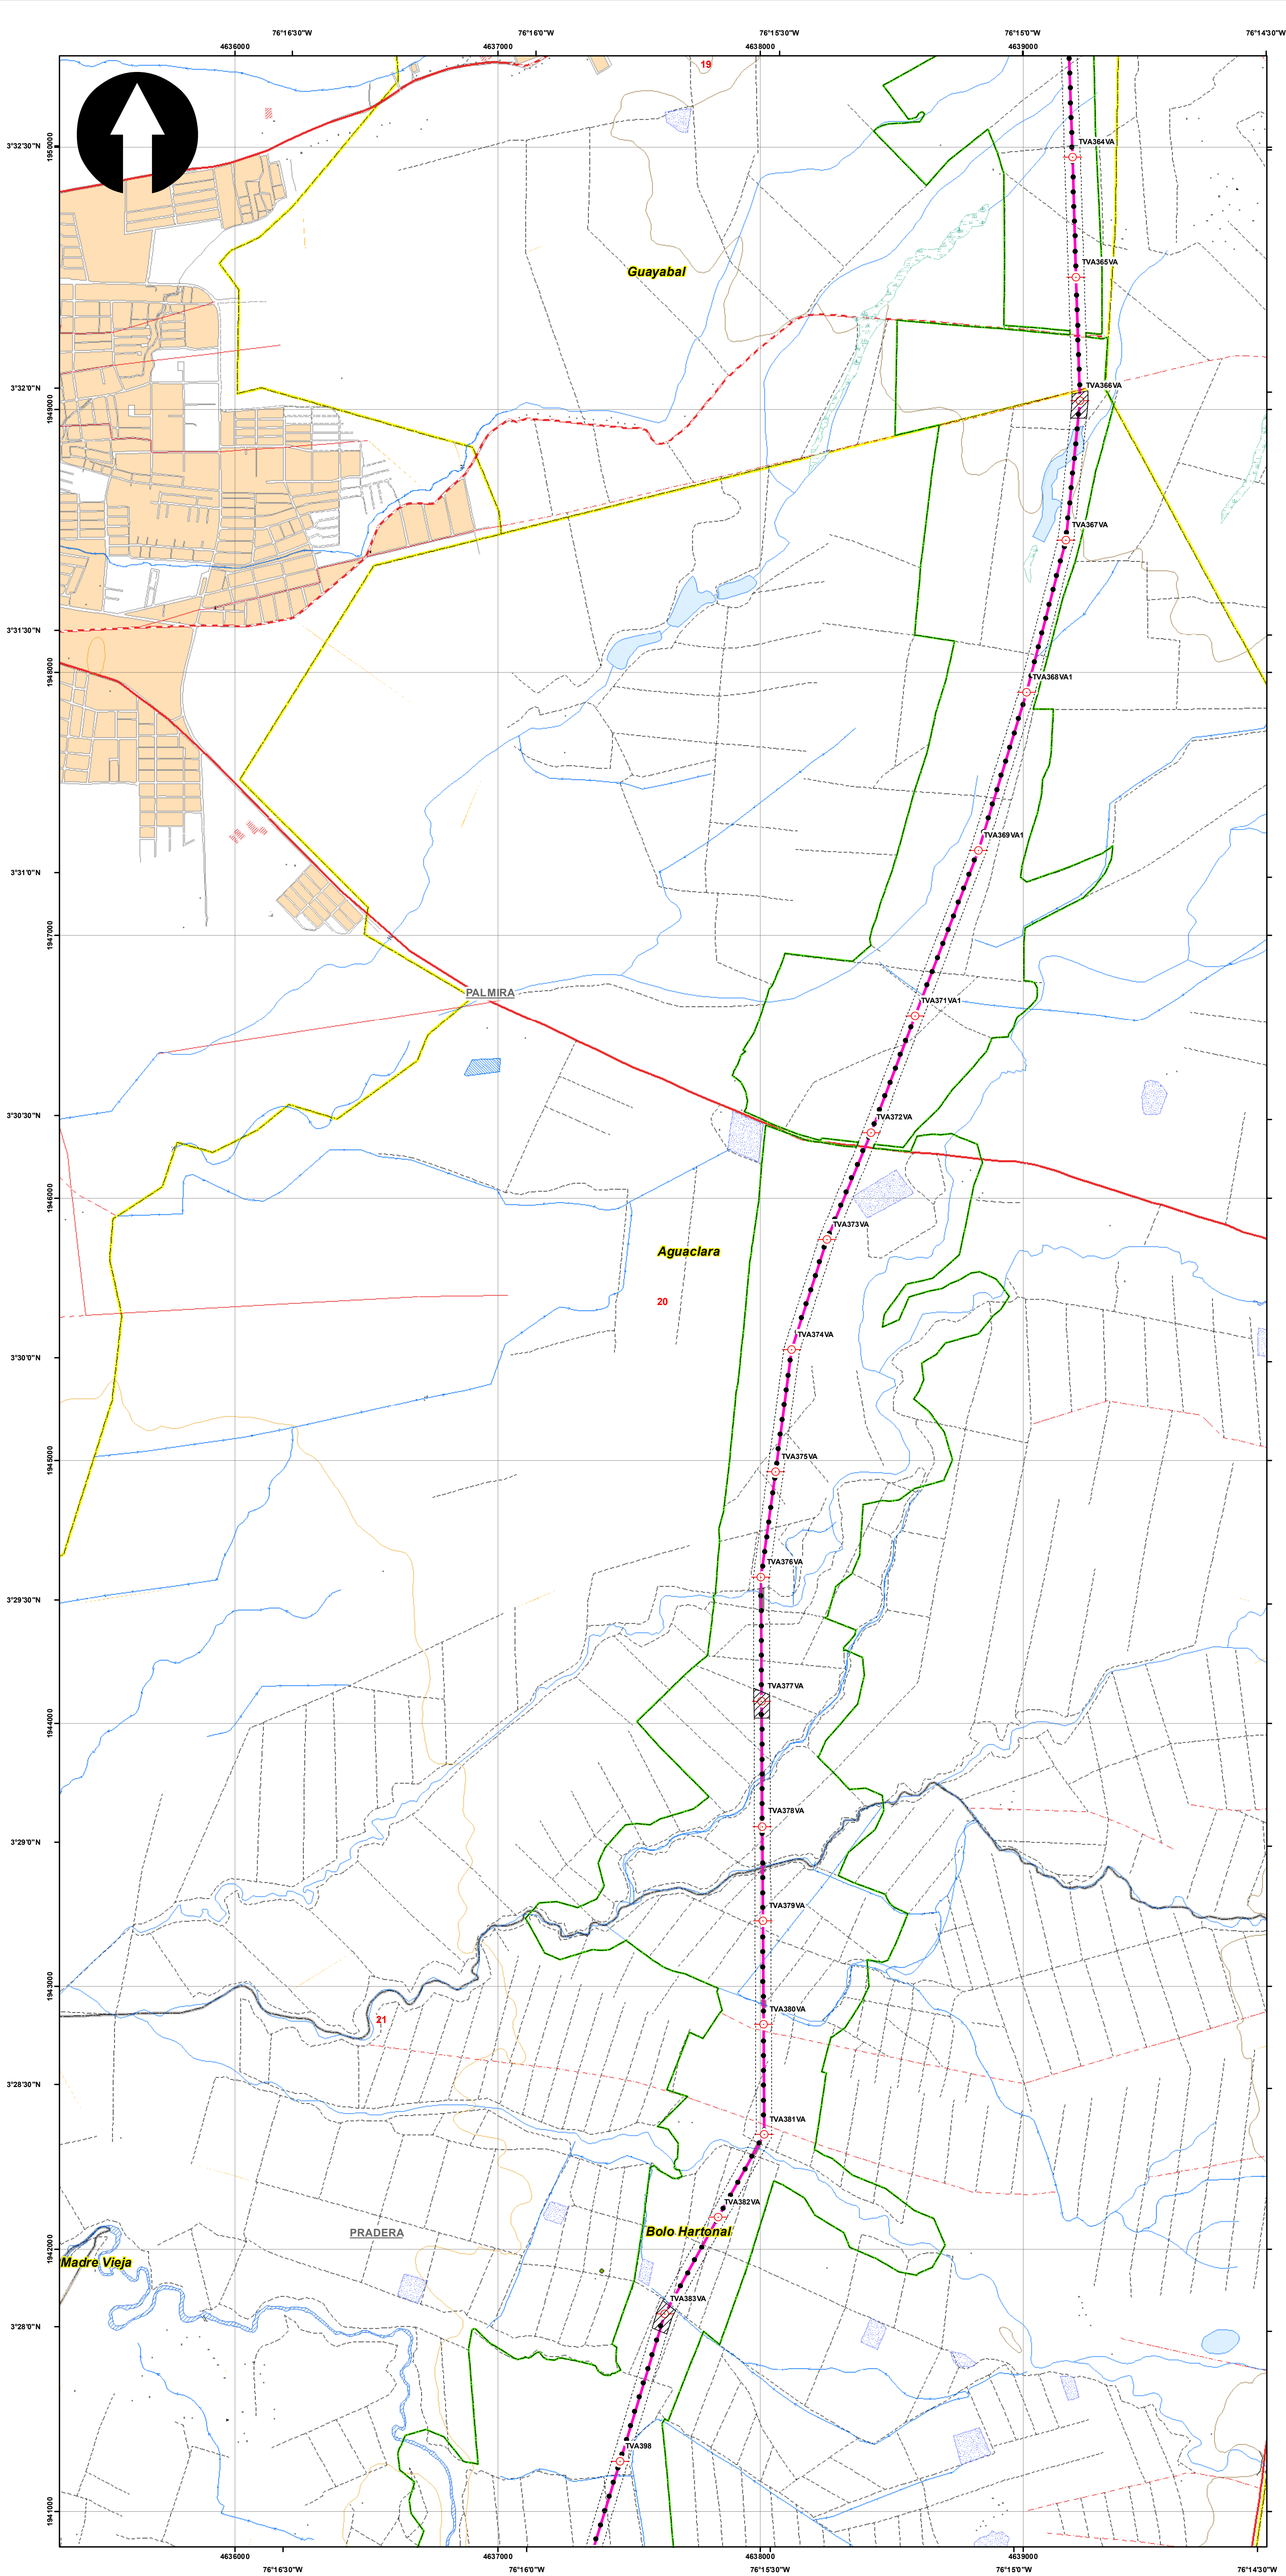 76°16'30"W 76°16'0"W 76°15'30"W 76°15'0"W 76°14'30"W
4636000 4637000 4638000 4639000
19
TVA364VA
3°32'30"N
1950000
TVA365VA
Guayabal
TVA366VA
3°32'0"N
1949000
TVA367VA
3°31'30"N
1948000
TVA368VA1
TVA369VA1
3°31'0"N
1947000
PALMIRA
TVA371VA1
3°30'30"N
TVA372VA
1946000
TVA373VA
Aguaclara
20
TVA374VA
3°30'0"N
1945000
TVA375VA
TVA376VA
3°29'30"N
TVA377VA
1944000
TVA378VA
3°29'0"N
TVA379VA
1943000
TVA380VA
21
3°28'30"N
TVA381VA
TVA382VA
Bolo Hartonal
PRADERA
1942000
Madre Vieja
TVA383VA
3°28'0"N
TVA398
1941000
4636000 4637000 4638000 4639000
76°16'30"W 76°16'0"W 76°15'30"W 76°15'0"W 76°14'30"W